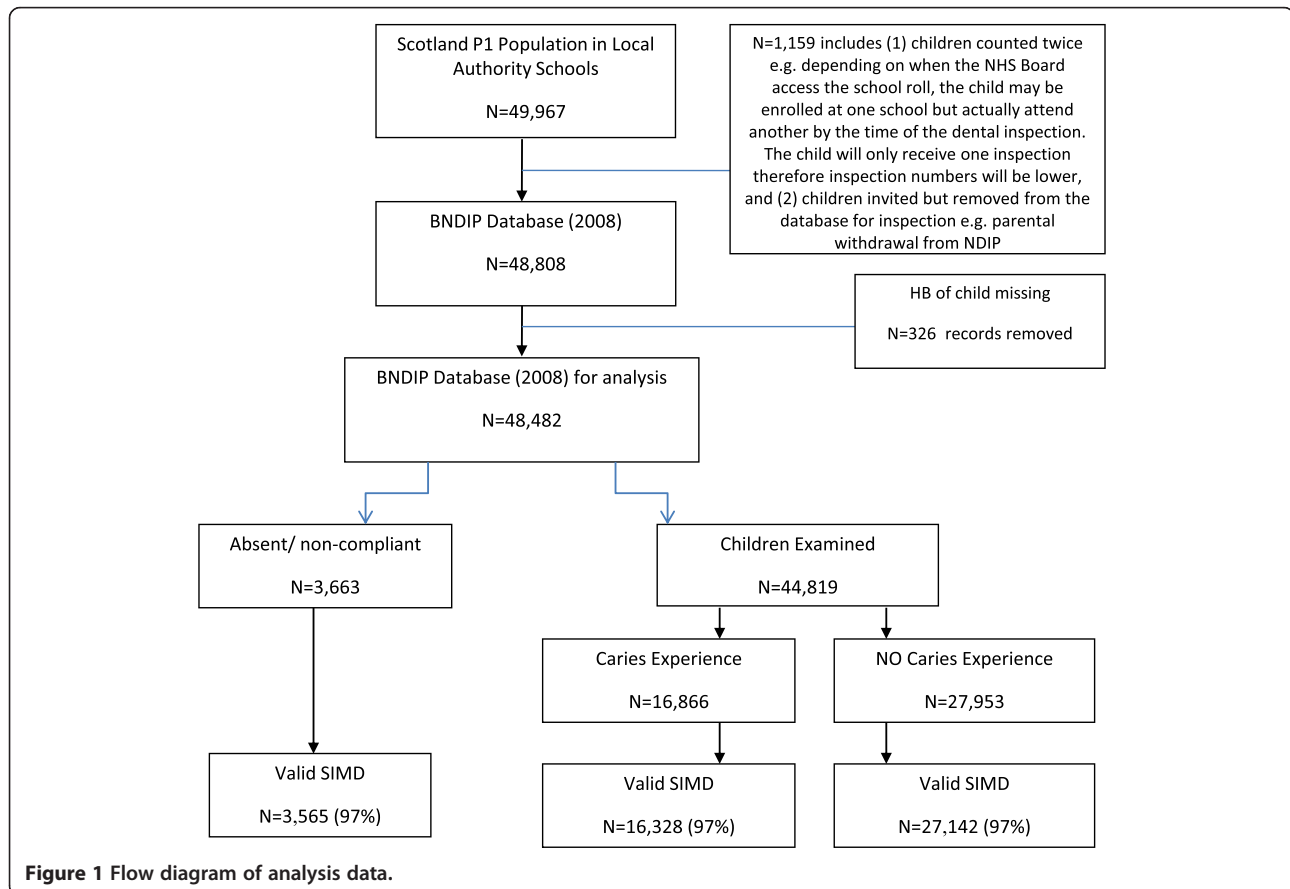 Scotland P1 Population in Local
Authority Schools
N=49,967
N=1,159 includes (1) children counted twice
e.g. depending on when the NHS Board
access the school roll, the child may be
enrolled at one school but actually attend
another by the time of the dental inspection.
The child will only receive one inspection
therefore inspection numbers will be lower,
and (2) children invited but removed from the
database for inspection e.g. parental
withdrawal from NDIP
BNDIP Database (2008)
N=48,808
HB of child missing
N=326 records removed
BNDIP Database (2008) for analysis
N=48,482
Absent/ non-compliant
N=3,663
Children Examined
N=44,819
Caries Experience
N=16,866
NO Caries Experience
N=27,953
Valid SIMD
N=3,565 (97%)
Valid SIMD
N=16,328 (97%)
Valid SIMD
N=27,142 (97%)
Figure 1 Flow diagram of analysis data.